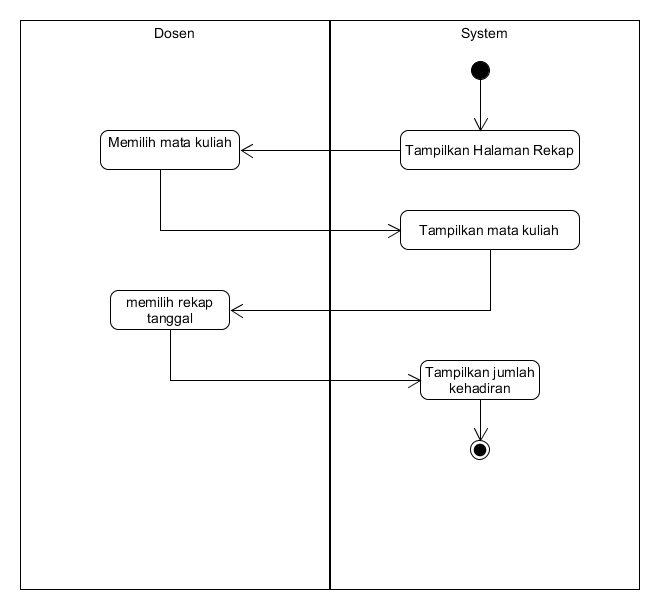 Dosen
System
Memilih mata kuliah
Tampilkan Halaman Rekap
Tampilkan mata kuliah
memilih rekap
tanggal
Tampilkan jumlah
kehadiran